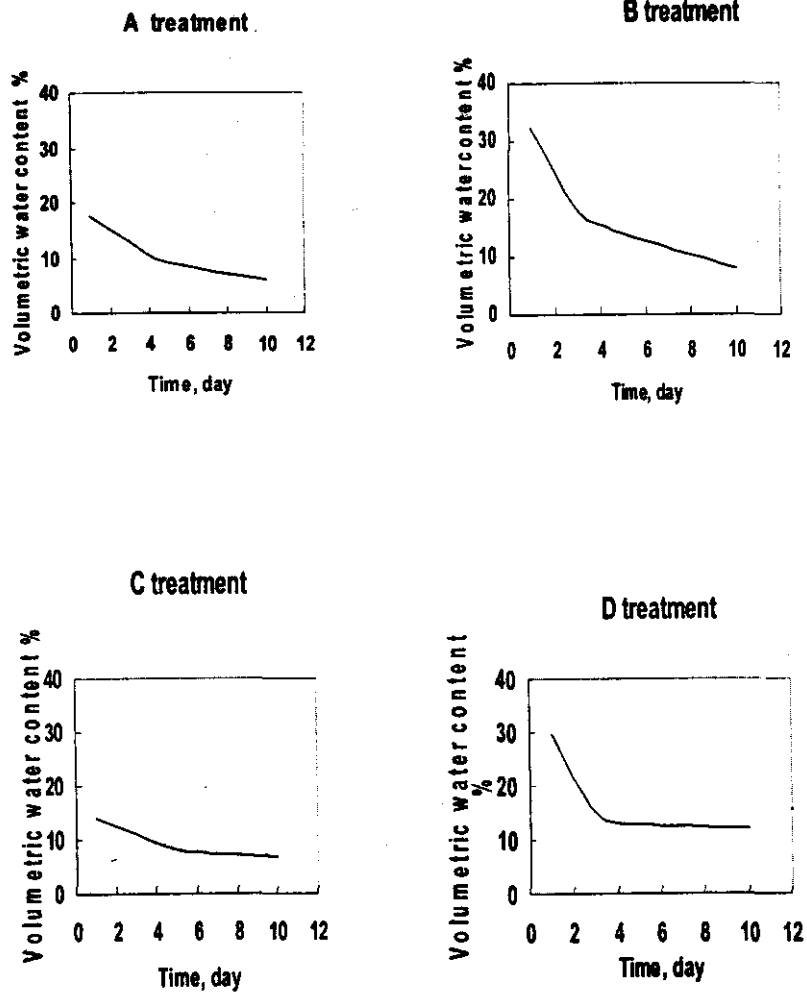 A treatment
Volumetric water content %
40
30
20
10
0
0 2 4 6 8 10 12
Time, day
B treatment
Volumetric watercontent %
40
30
20
10
0
0 2 4 6 8 10 12
Time, day
C treatment
Volumetric water content %
40
30
20
10
0
0 2 4 6 8 10 12
Time, day
D treatment
Volumetric water content
%
40
30
20
10
0
0 2 4 6 8 10 12
Time, day